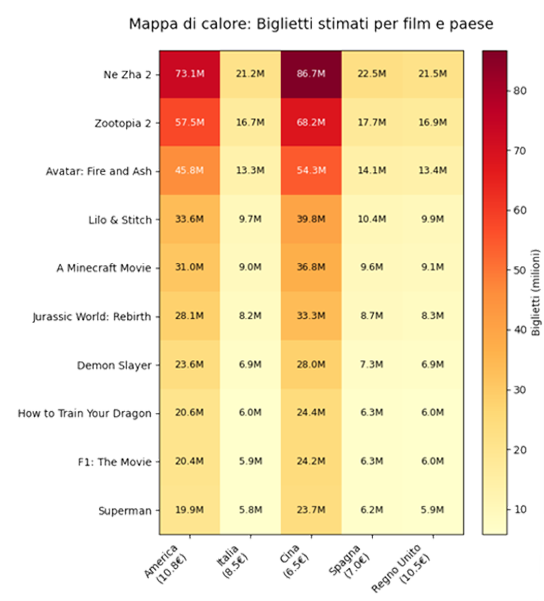 Mappa di calore: Biglietti stimati per film e paese
Ne Zha 2 73.1M 21.2M 86.7M 22.5M 21.5M
Zootopia 2 57.5M 16.7M 68.2M 17.7M 16.9M
Avatar: Fire and Ash 45.8M 13.3M 54.3M 14.1M 13.4M
Lilo & Stitch 33.6M 9.7M 39.8M 10.4M 9.9M
A Minecraft Movie 31.0M 9.0M 36.8M 9.6M 9.1M
Jurassic World: Rebirth 28.1M 8.2M 33.3M 8.7M 8.3M
Demon Slayer 23.6M 6.9M 28.0M 7.3M 6.9M
How to Train Your Dragon 20.6M 6.0M 24.4M 6.3M 6.0M
F1: The Movie 20.4M 5.9M 24.2M 6.3M 6.0M
Superman 19.9M 5.8M 23.7M 6.2M 5.9M
America
(10.8€)
Italia
(8.5€)
Cina
(6.5€)
Spagna
(7.0€)
Regno Unito
(10.5€)
80
70
60
50
40
30
20
10
Biglietti (milioni)